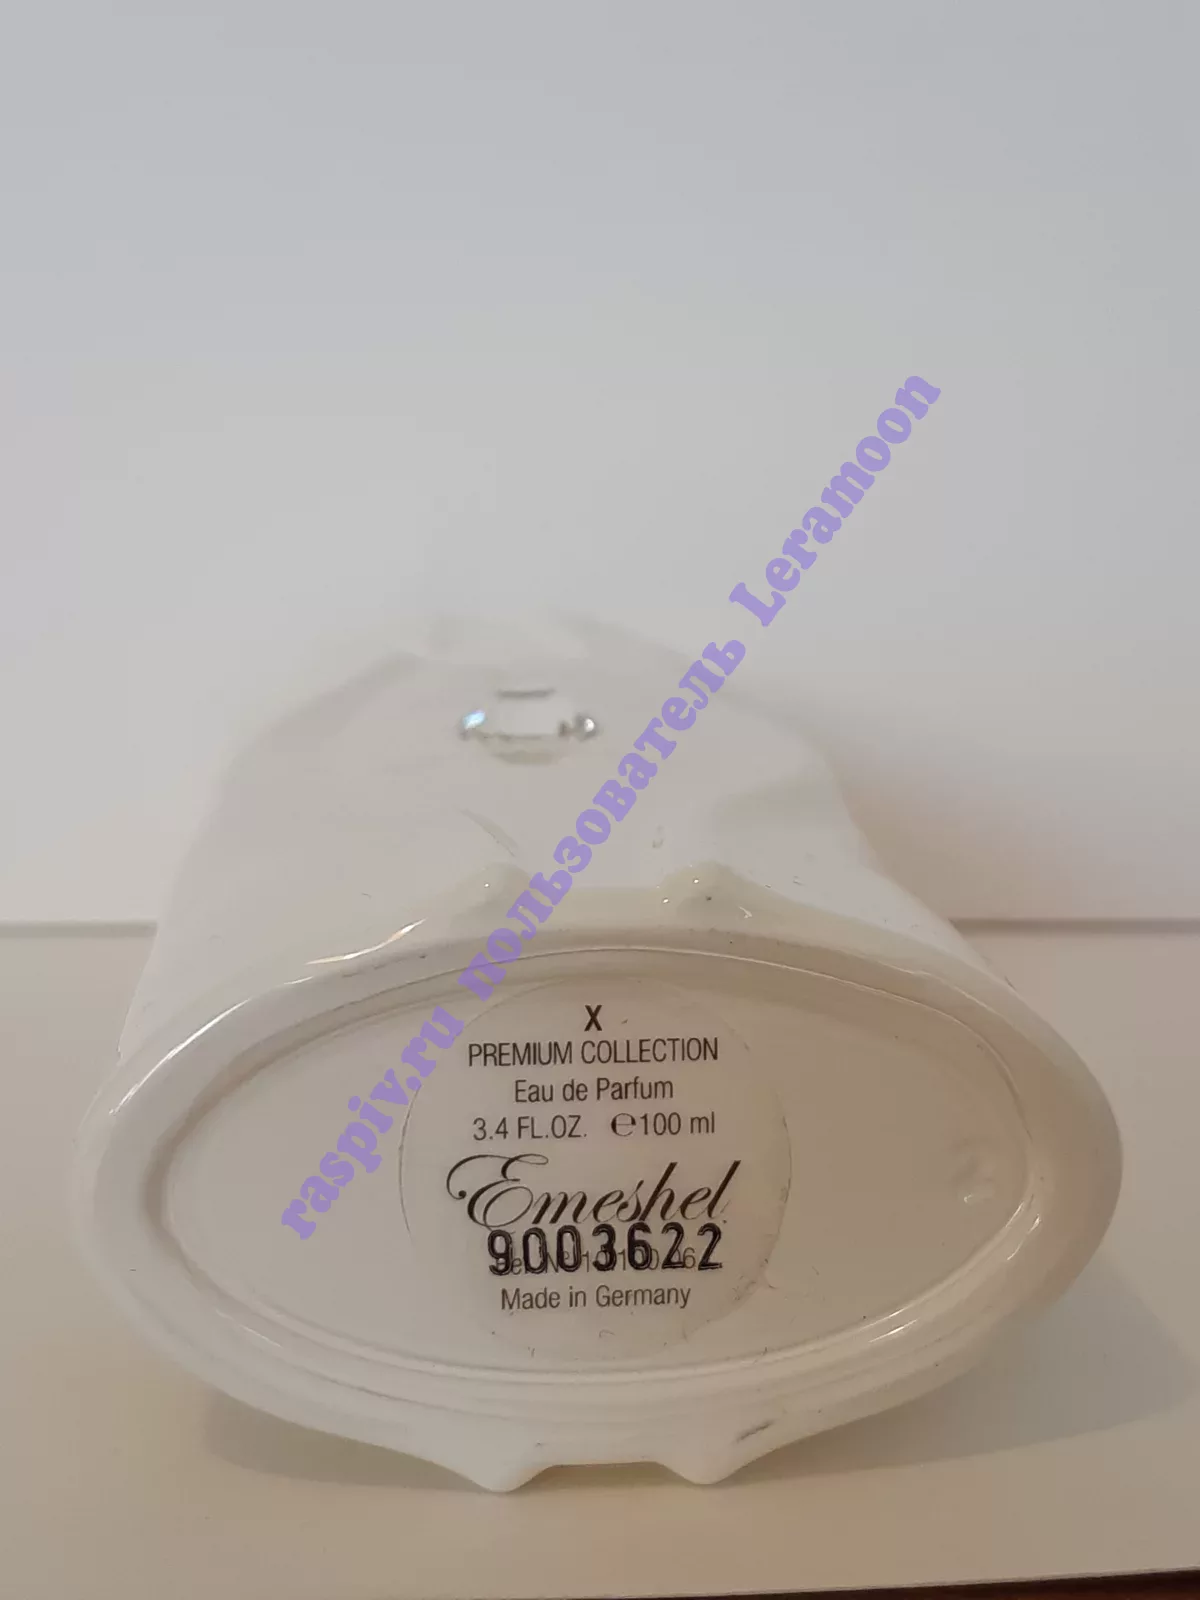 raspiv.ru пользователь Leramoon
X
PREMIUM COLLECTION
Eau de Parfum
3.4 FL.OZ. ℮100 ml
Emeshel
9003622
Made in Germany